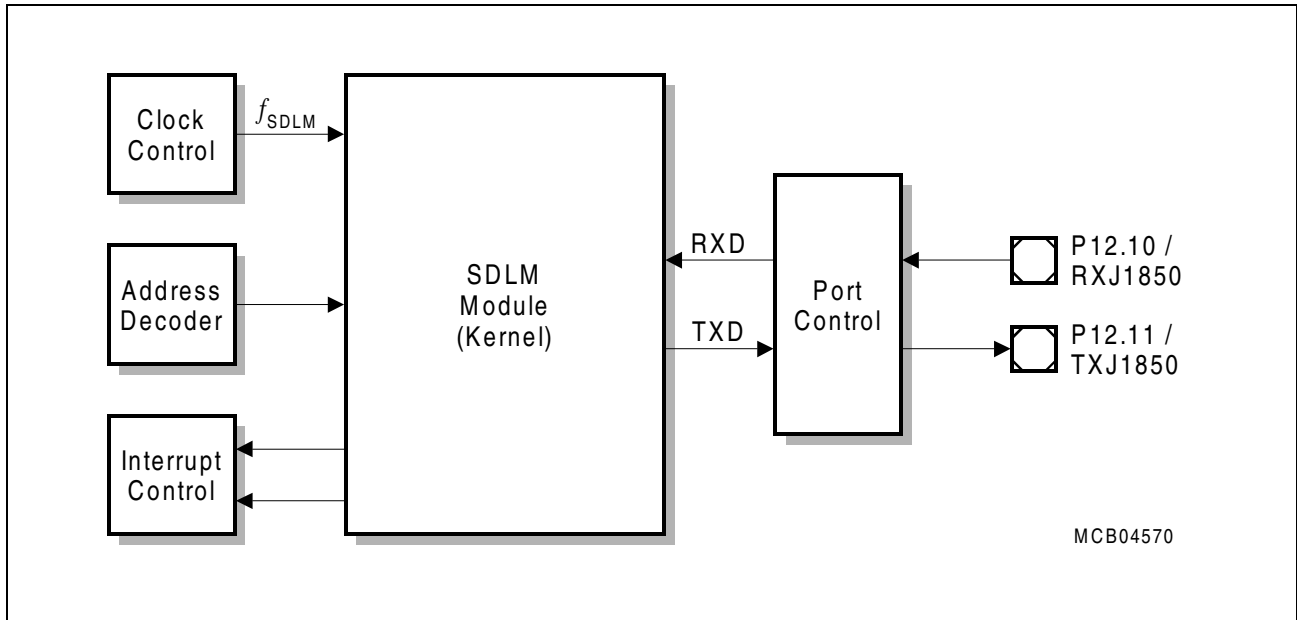 Clock
Control
fSDLM
Address
Decoder
Interrupt
Control
SDLM
Module
(Kernel)
RXD
TXD
Port
Control
P12.10 /
RXJ1850
P12.11 /
TXJ1850
MCB04570